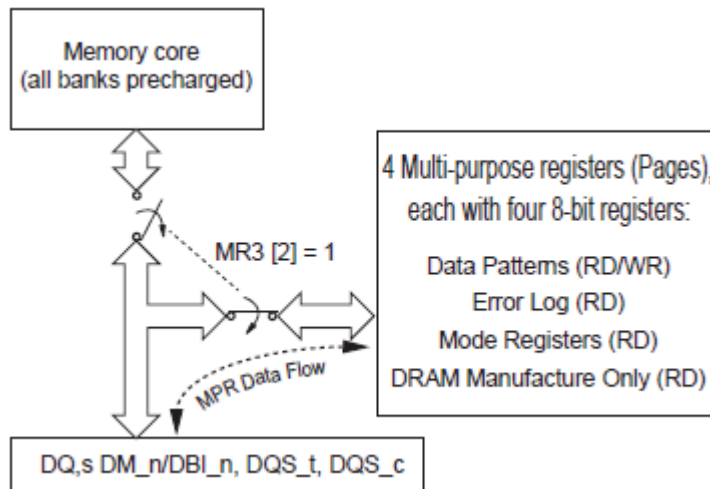 Memory core
(all banks precharged)
4 Multi-purpose registers (Pages),
each with four 8-bit registers:
Data Patterns (RD/WR)
Error Log (RD)
Mode Registers (RD)
DRAM Manufacture Only (RD)
MR3 [2] = 1
MPR Data Flow
DQ,s DM_n/DBI_n, DQS_t, DQS_c